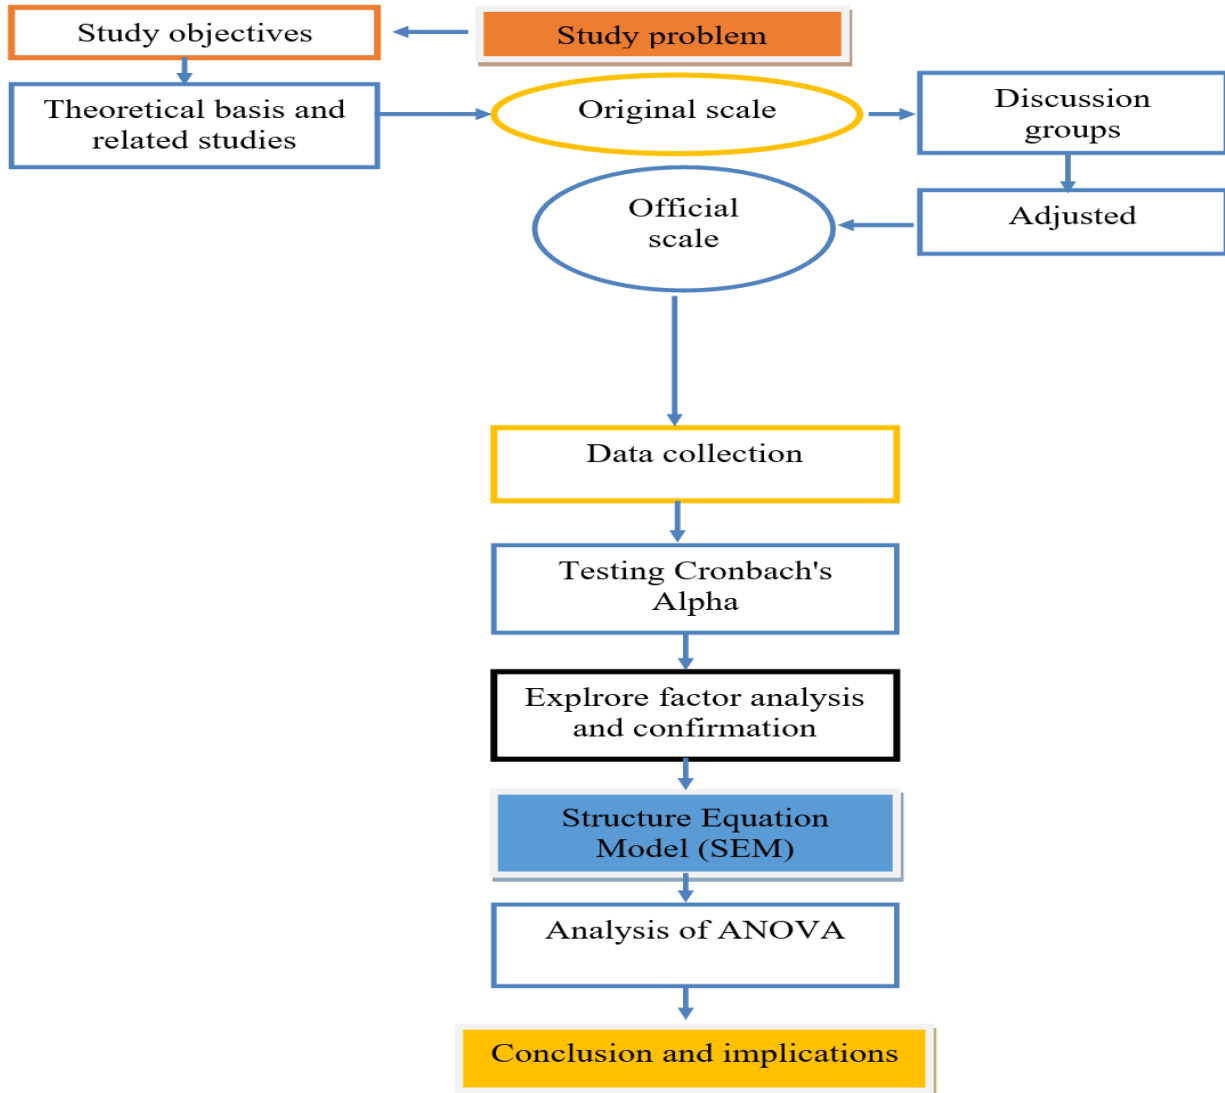 Study objectives
Study problem
Theoretical basis and
related studies
Original scale
Discussion
groups
Official
scale
Adjusted
Data collection
Testing Cronbach's
Alpha
Explrore factor analysis
and confirmation
Structure Equation
Model (SEM)
Analysis of ANOVA
Conclusion and implications